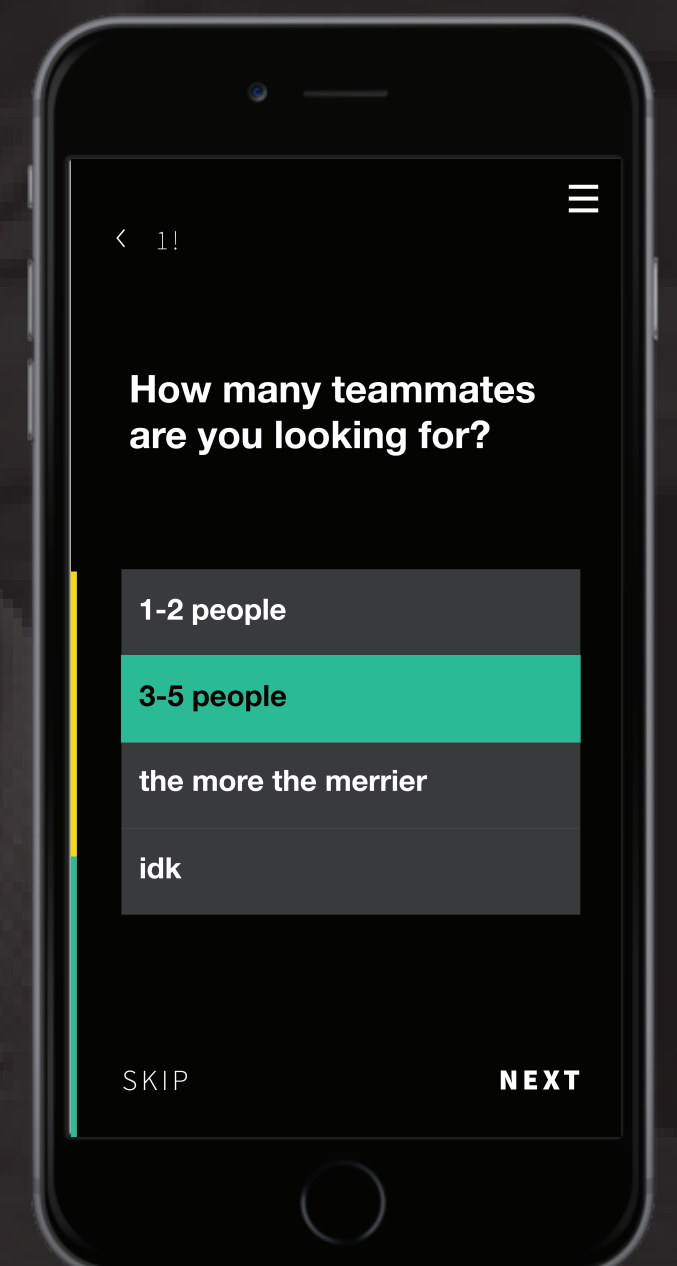 1!
How many teammates
are you looking for?
1-2 people
3-5 people
the more the merrier
idk
SKIP
NEXT